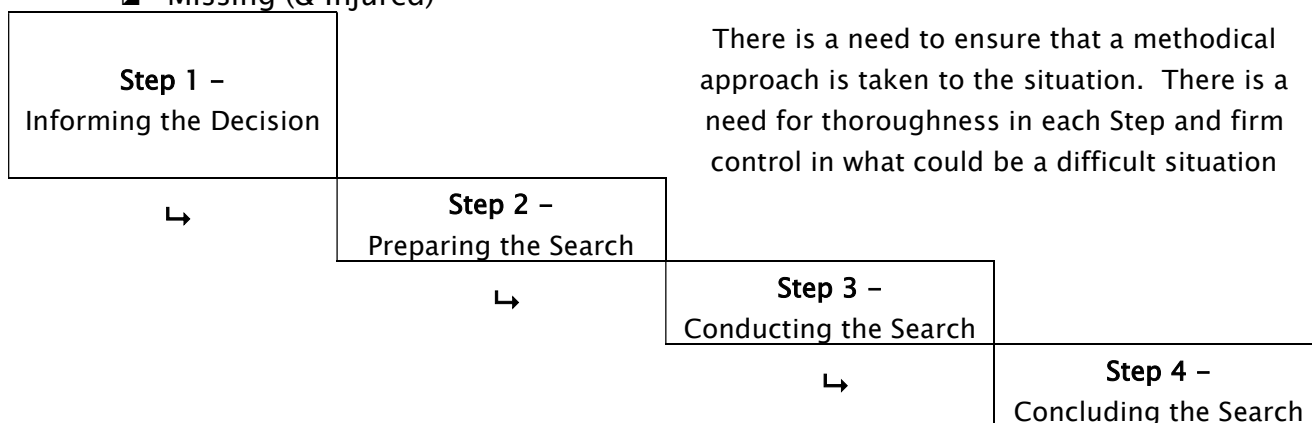 Missing (& Injured)
There is a need to ensure that a methodical
approach is taken to the situation.  There is a
need for thoroughness in each Step and firm
control in what could be a difficult situation
Step 1 –
Informing the Decision
Step 2 –
Preparing the Search
Step 3 –
Conducting the Search
Step 4 –
Concluding the Search